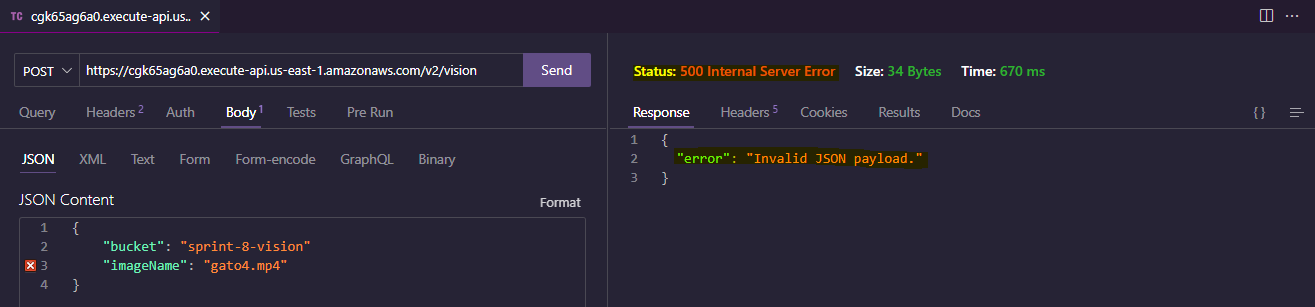 TC cgk65ag6a0.execute-api.us..
POST https://cgk65ag6a0.execute-api.us-east-1.amazonaws.com/v2/vision Send
Query Headers 2 Auth Body 1 Tests Pre Run
JSON XML Text Form Form-encode GraphQL Binary
JSON Content
Format
1 {
2 "bucket": "sprint-8-vision"
3 "imageName": "gato4.mp4"
4 }
Status: 500 Internal Server Error Size: 34 Bytes Time: 670 ms
Response Headers 5 Cookies Results Docs { }
1 {
2 "error": "Invalid JSON payload."
3 }